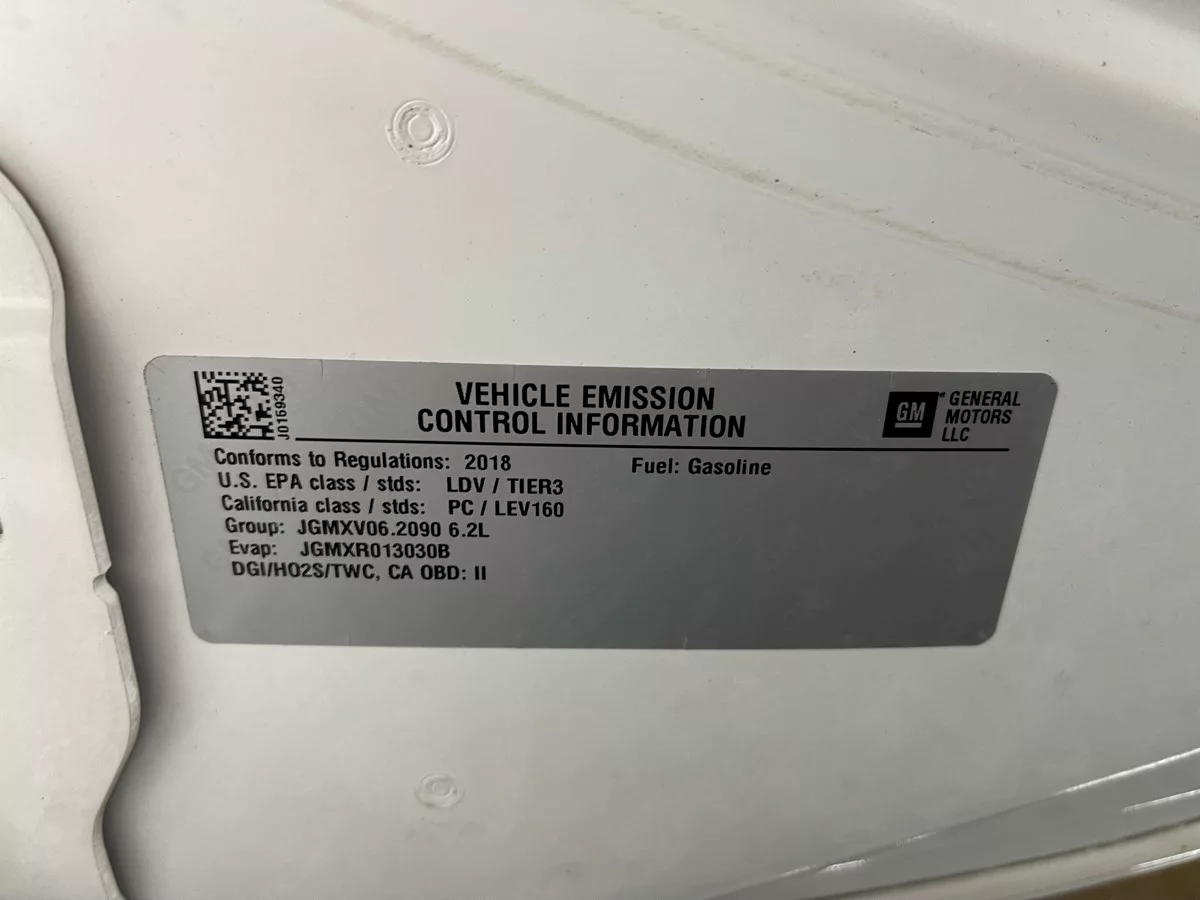 J0169340
VEHICLE EMISSION
CONTROL INFORMATION
GM
GENERAL
MOTORS
LLC
Conforms to Regulations: 2018 Fuel: Gasoline
U.S. EPA class / stds: LDV / TIER3
California class / stds: PC / LEV160
Group: JGMXV06.2090 6.2L
Evap: JGMXR013030B
DGI/HO2S/TWC, CA OBD: II